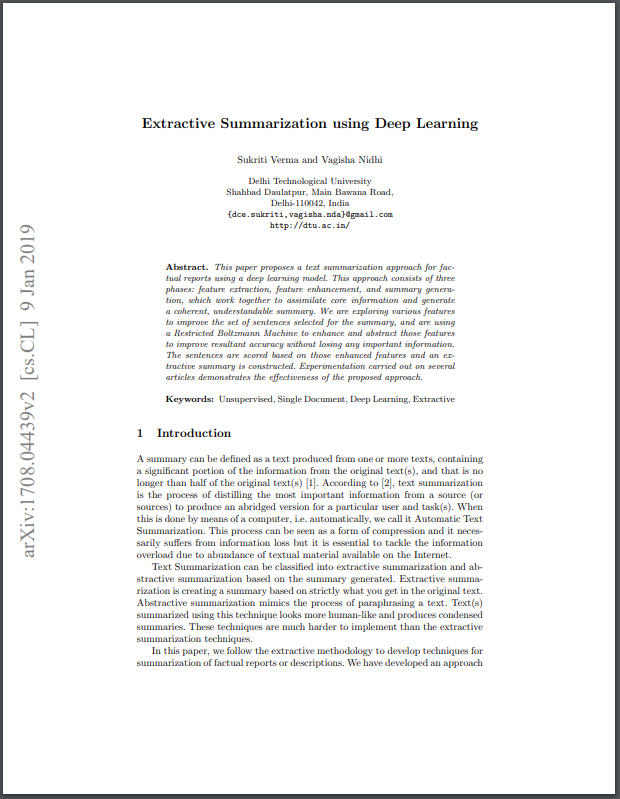 Extractive Summarization using Deep Learning
Sukriti Verma and Vagisha Nidhi
Delhi Technological University
Shahbad Daulatpur, Main Bawana Road,
Delhi-110042, India
{dce.sukriti,vagisha.nda}@gmail.com
http://dtu.ac.in/
Abstract. This paper proposes a text summarization approach for fac-
tual reports using a deep learning model. This approach consists of three
phases: feature extraction, feature enhancement, and summary genera-
tion, which work together to assimilate core information and generate
a coherent, understandable summary. We are exploring various features
to improve the set of sentences selected for the summary, and are using
a Restricted Boltzmann Machine to enhance and abstract those features
to improve resultant accuracy without losing any important information.
The sentences are scored based on those enhanced features and an ex-
tractive summary is constructed. Experimentation carried out on several
articles demonstrates the effectiveness of the proposed approach.
Keywords: Unsupervised, Single Document, Deep Learning, Extractive
1 Introduction
A summary can be defined as a text produced from one or more texts, containing
a significant portion of the information from the original text(s), and that is no
longer than half of the original text(s) [1]. According to [2], text summarization
is the process of distilling the most important information from a source (or
sources) to produce an abridged version for a particular user and task(s). When
this is done by means of a computer, i.e. automatically, we call it Automatic Text
Summarization. This process can be seen as a form of compression and it neces-
sarily suffers from information loss but it is essential to tackle the information
overload due to abundance of textual material available on the Internet.
Text Summarization can be classified into extractive summarization and ab-
stractive summarization based on the summary generated. Extractive summa-
rization is creating a summary based on strictly what you get in the original text.
Abstractive summarization mimics the process of paraphrasing a text. Text(s)
summarized using this technique looks more human-like and produces condensed
summaries. These techniques are much harder to implement than the extractive
summarization techniques.
In this paper, we follow the extractive methodology to develop techniques for
summarization of factual reports or descriptions. We have developed an approach
arXiv:1708.04439v2 [cs.CL] 9 Jan 2019